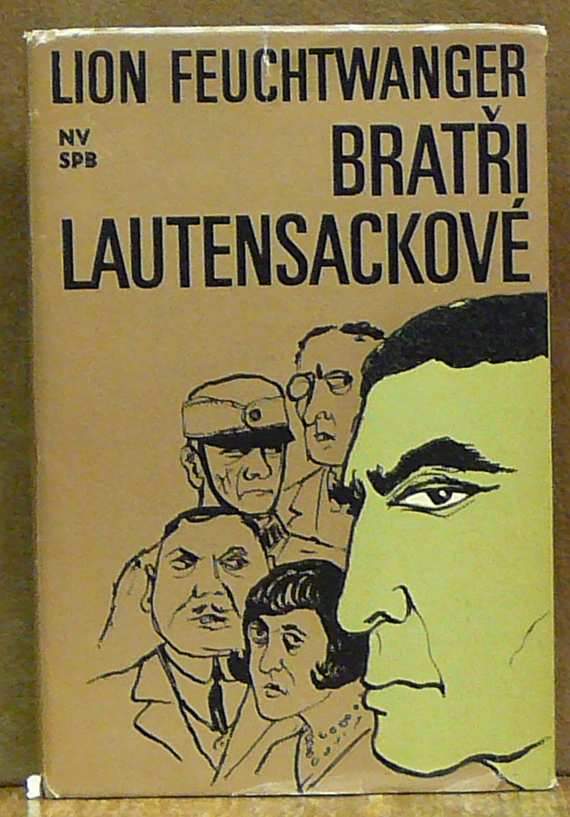 LION FEUCHTWANGER
NV
SPB
BRATŘI
LAUTENSACKOVÉ